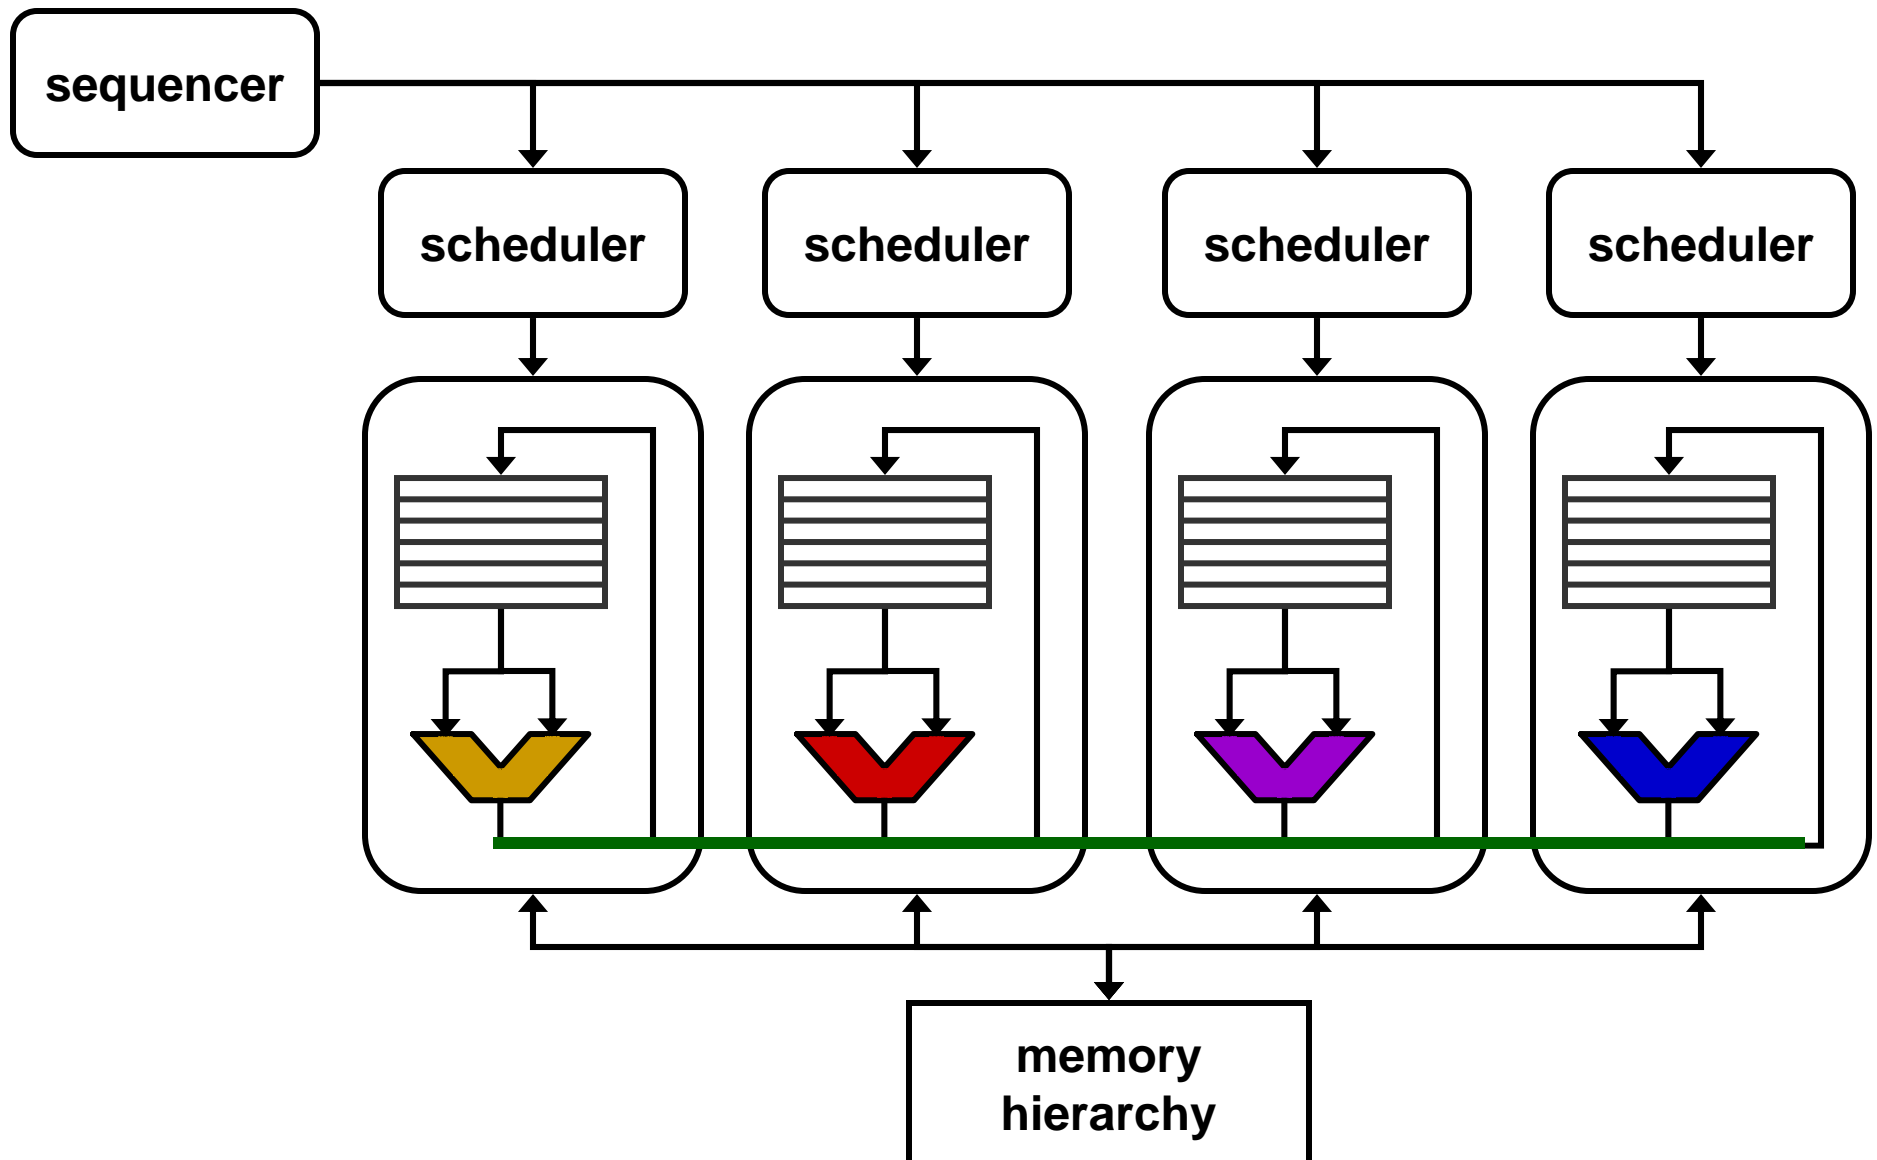 sequencer
scheduler
scheduler
scheduler
scheduler
memory
hierarchy